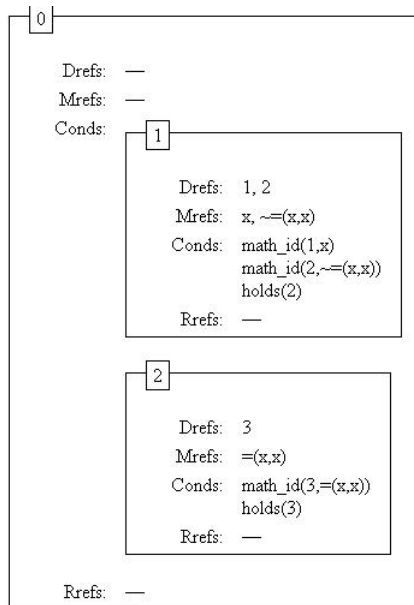 0
Drefs: —
Mrefs: —
Conds:
1
Drefs: 1, 2
Mrefs: x, ~=(x,x)
Conds: math_id(1,x)
math_id(2,~=(x,x))
holds(2)
Rrefs: —
2
Drefs: 3
Mrefs: =(x,x)
Conds: math_id(3,=(x,x))
holds(3)
Rrefs: —
Rrefs: —